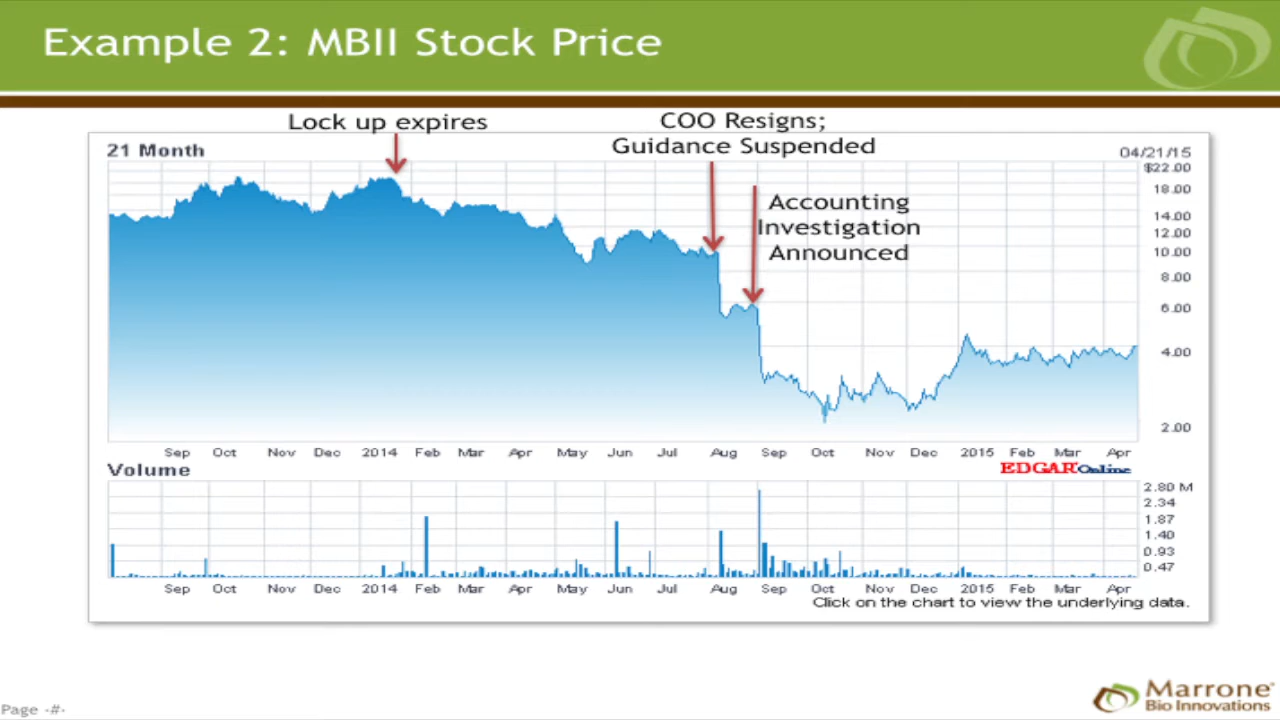 Example 2: MBII Stock Price
Lock up expires
COO Resigns;
Guidance Suspended
21 Month
04/21/15
$22.00
18.00
Accounting
Investigation
Announced
14.00
12.00
10.00
8.00
6.00
4.00
2.00
Sep Oct Nov Dec 2014 Feb Mar Apr May Jun Jul Aug Sep Oct Nov Dec 2015 Feb Mar Apr
Volume
EDGAR Online
2.80 M
2.34
1.87
1.40
0.93
0.47
Sep Oct Nov Dec 2014 Feb Mar Apr May Jun Jul Aug Sep Oct Nov Dec 2015 Feb Mar Apr
Click on the chart to view the underlying data.
Marrone
Bio Innovations
Page -#-